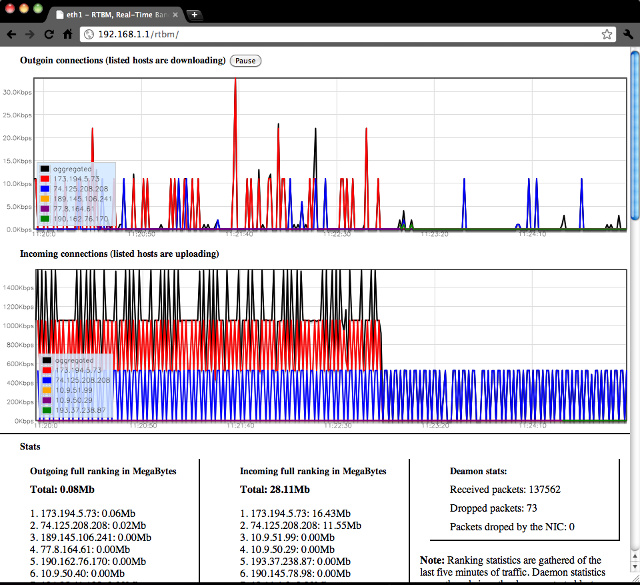 eth1 – RTBM, Real-Time Ban
192.168.1.1/rtbm/
Outgoin connections (listed hosts are downloading) Pause
30.0Kbps
25.0Kbps
20.0Kbps
15.0Kbps
10.0Kbps
5.0Kbps
0.0Kbps
aggregated
173.194.5.73
74.125.208.208
189.145.106.241
77.8.164.61
190.162.76.170
11:20:0 11:20:50 11:21:40 11:22:30 11:23:20 11:24:10
Incoming connections (listed hosts are uploading)
1400Kbps
1200Kbps
1000Kbps
800Kbps
600Kbps
400Kbps
200Kbps
0Kbps
aggregated
173.194.5.73
74.125.208.208
10.9.51.99
10.9.50.29
193.37.238.87
11:20:0 11:20:50 11:21:40 11:22:30 11:23:20 11:24:10
Stats
Outgoing full ranking in MegaBytes
Total: 0.08Mb
1. 173.194.5.73: 0.06Mb
2. 74.125.208.208: 0.02Mb
3. 189.145.106.241: 0.00Mb
4. 77.8.164.61: 0.00Mb
5. 190.162.76.170: 0.00Mb
6. 10.9.50.40: 0.00Mb
Incoming full ranking in MegaBytes
Total: 28.11Mb
1. 173.194.5.73: 16.43Mb
2. 74.125.208.208: 11.55Mb
3. 10.9.51.99: 0.00Mb
4. 10.9.50.29: 0.00Mb
5. 193.37.238.87: 0.00Mb
6. 190.145.78.98: 0.00Mb
Deamon stats:
Received packets: 137562
Dropped packets: 73
Packets droped by the NIC: 0
Note: Ranking statistics are gathered of the
last five minutes of traffic. Daemon statistics